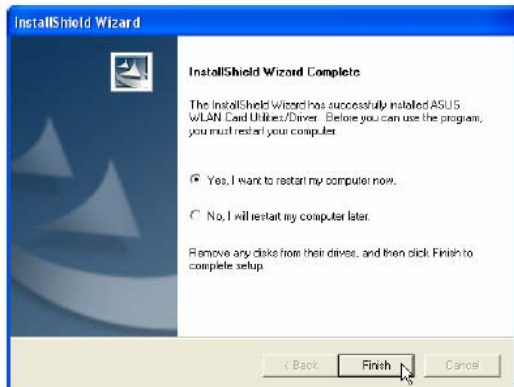 InstallShield Wizard
InstallShield Wizard Complete
The InstallShield Wizard has successfully installed ASUS
WLAN Card Utilities/Driver. Before you can use the program,
you must restart your computer.
Yes, I want to restart my computer now.
No, I will restart my computer later.
Remove any disks from their drives, and then click Finish to
complete setup.
< Back
Finish
Cancel